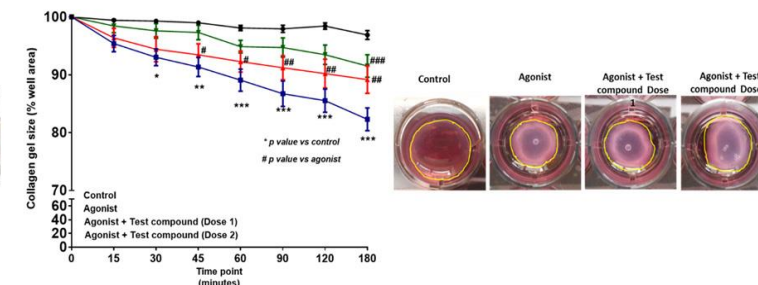 100
90
80
70
60
40
20
0
Collagen gel size (% well area)
#
#
##
##
###
##
*
**
***
***
***
***
* p value vs control
# p value vs agonist
Control
Agonist
Agonist + Test compound (Dose 1)
Agonist + Test compound (Dose 2)
0 15 30 45 60 90 120 180
Time point
(minutes)
Control
Agonist
Agonist + Test
compound Dose
1
Agonist + Test
compound Dose